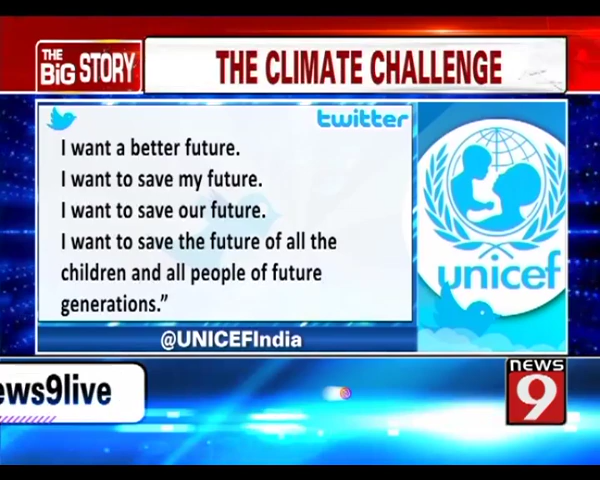 THE
BiG STORY
THE CLIMATE CHALLENGE
twitter
I want a better future.
I want to save my future.
I want to save our future.
I want to save the future of all the
children and all people of future
generations.”
@UNICEFIndia
unicef
ews9live
NEWS
9